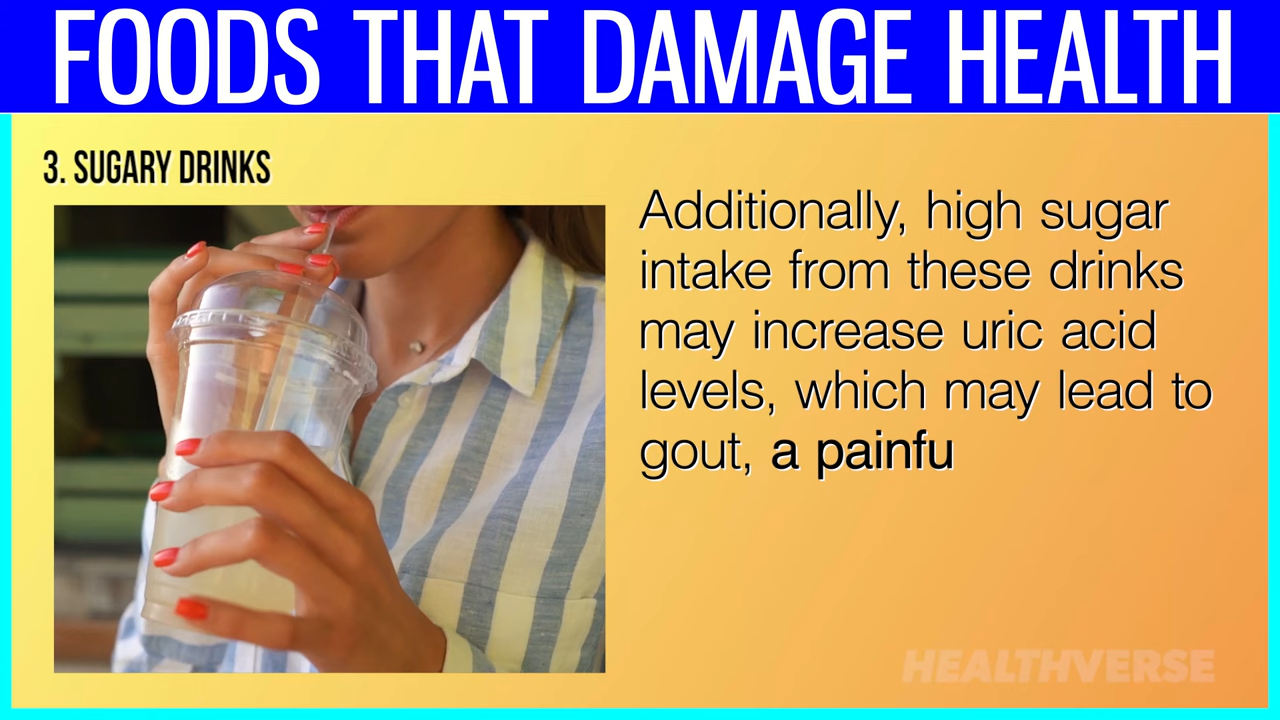 FOODS THAT DAMAGE HEALTH
3. SUGARY DRINKS
Additionally, high sugar
intake from these drinks
may increase uric acid
levels, which may lead to
gout, a painfu
HEALTHVERSE